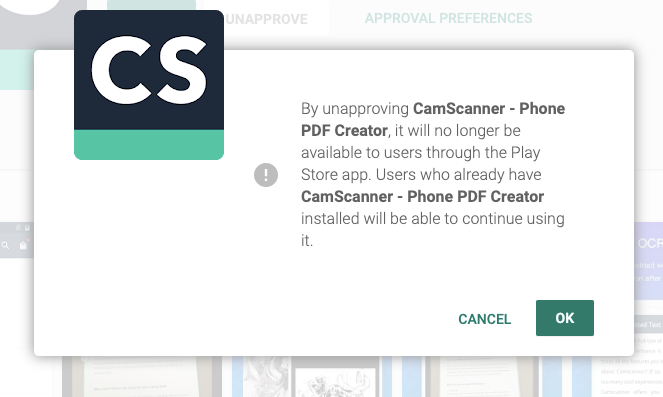 UNAPPROVE
APPROVAL PREFERENCES
CS
By unapproving CamScanner - Phone
PDF Creator, it will no longer be
available to users through the Play
Store app. Users who already have
CamScanner - Phone PDF Creator
installed will be able to continue using
it.
OCR
CANCEL
OK